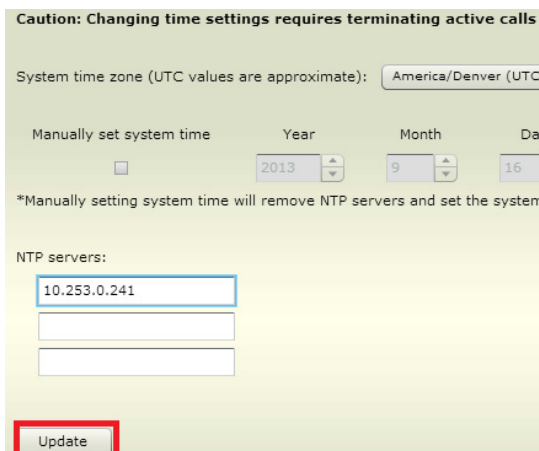 Caution: Changing time settings requires terminating active calls
System time zone (UTC values are approximate): America/Denver (UTC
Manually set system time Year Month Da
2013 9 16
*Manually setting system time will remove NTP servers and set the system
NTP servers:
10.253.0.241
Update